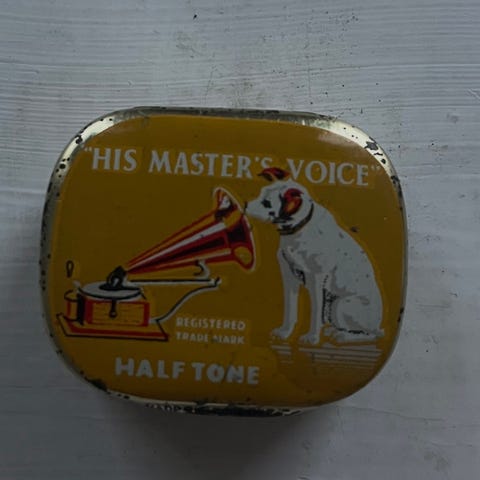 "HIS MASTER'S VOICE"
REGISTERED
TRADE MARK
HALF TONE